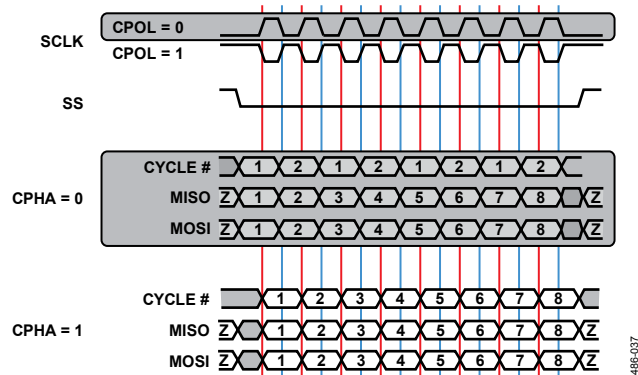 SCLK
CPOL = 0
CPOL = 1
SS
CPHA = 0
CYCLE # 1 2 1 2 1 2 1 2
MISO Z 1 2 3 4 5 6 7 8 Z
MOSI Z 1 2 3 4 5 6 7 8 Z
CPHA = 1
CYCLE # 1 2 3 4 5 6 7 8
MISO Z 1 2 3 4 5 6 7 8 Z
MOSI Z 1 2 3 4 5 6 7 8 Z